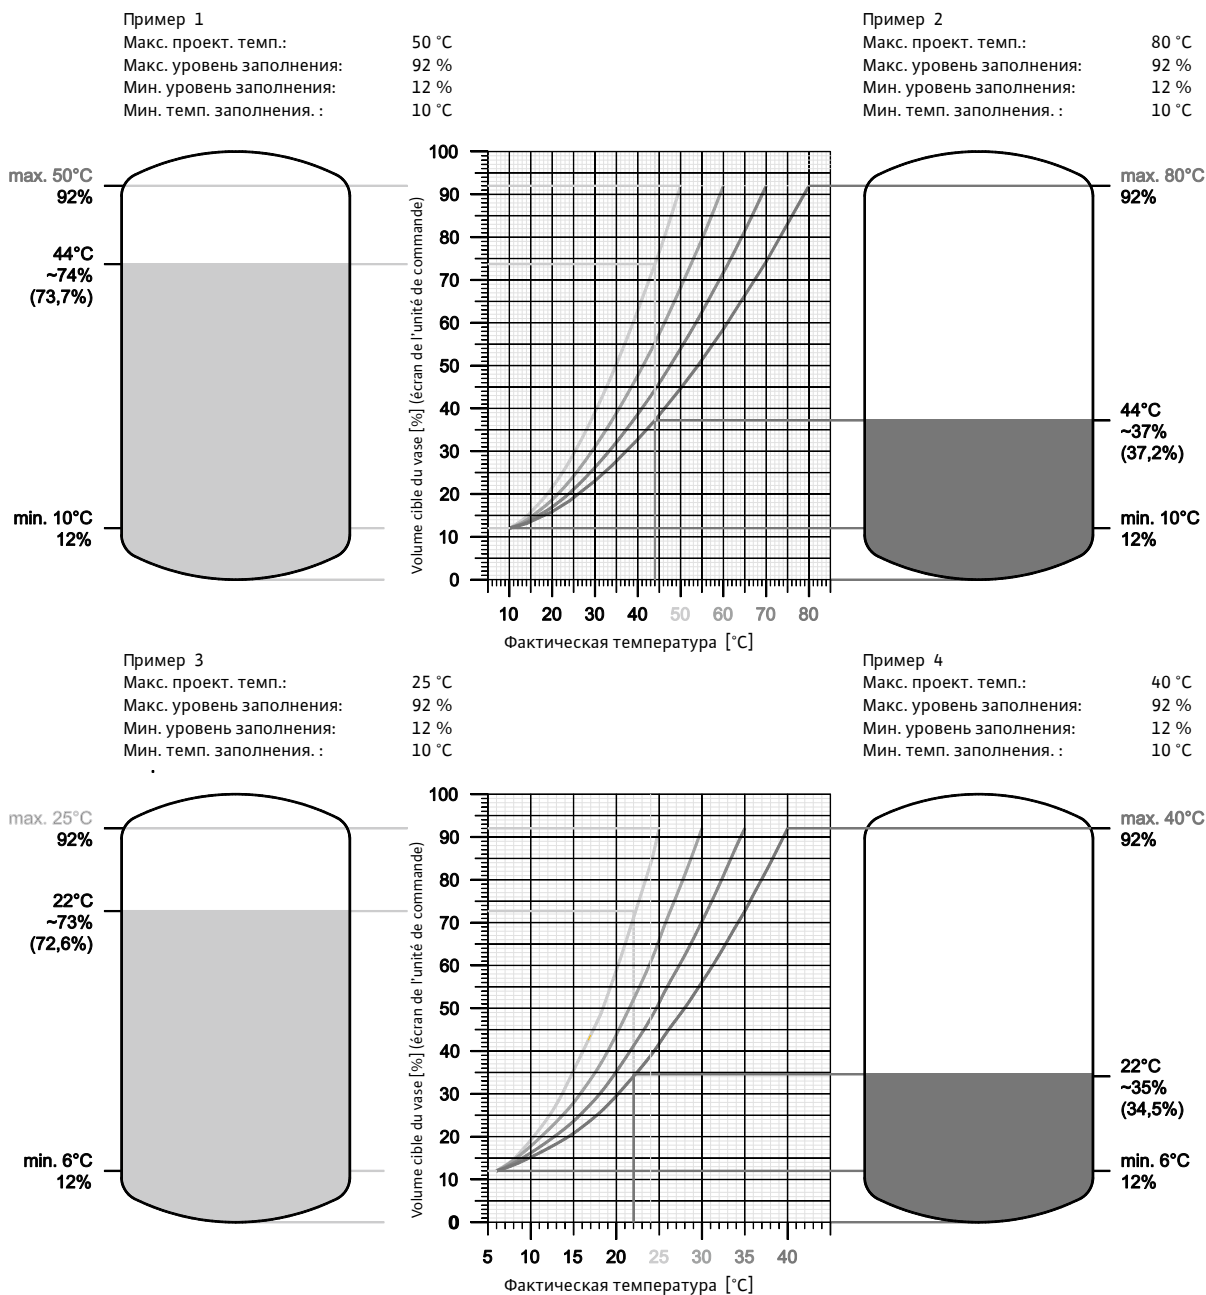 Пример 1
Макс. проект. темп.: 50 °C
Макс. уровень заполнения: 92 %
Мин. уровень заполнения: 12 %
Мин. темп. заполнения. : 10 °C
Пример 2
Макс. проект. темп.: 80 °C
Макс. уровень заполнения: 92 %
Мин. уровень заполнения: 12 %
Мин. темп. заполнения. : 10 °C
max. 50°C
92%
44°C
~74%
(73,7%)
min. 10°C
12%
Volume cible du vase [%] (écran de l'unité de commande)
100
90
80
70
60
50
40
30
20
10
0
10 20 30 40 50 60 70 80
Фактическая температура [°C]
max. 80°C
92%
44°C
~37%
(37,2%)
min. 10°C
12%
Пример 3
Макс. проект. темп.: 25 °C
Макс. уровень заполнения: 92 %
Мин. уровень заполнения: 12 %
Мин. темп. заполнения. : 10 °C
Пример 4
Макс. проект. темп.: 40 °C
Макс. уровень заполнения: 92 %
Мин. уровень заполнения: 12 %
Мин. темп. заполнения. : 10 °C
max. 25°C
92%
22°C
~73%
(72,6%)
min. 6°C
12%
Volume cible du vase [%] (écran de l'unité de commande)
100
90
80
70
60
50
40
30
20
10
0
5 10 15 20 25 30 35 40
Фактическая температура [°C]
max. 40°C
92%
22°C
~35%
(34,5%)
min. 6°C
12%